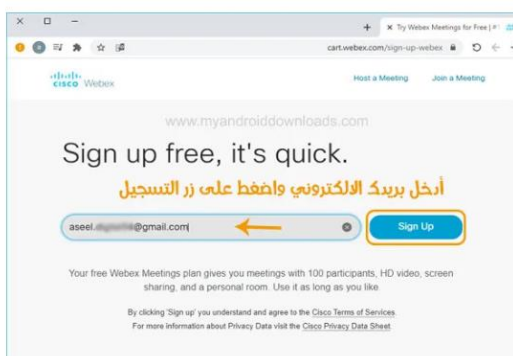 Try Webex Meetings for Free | #1
cart.webex.com/sign-up-webex
CISCO Webex
Host a Meeting
Join a Meeting
www.myandroiddownloads.com
Sign up free, it's quick.
أدخل بريدك الالكتروني واضغط على زر التسجيل
aseel. @gmail.com
Sign Up
Your free Webex Meetings plan gives you meetings with 100 participants, HD video, screen
sharing, and a personal room. Use it as long as you like
By clicking 'Sign up' you understand and agree to the Cisco Terms of Services
For more information about Privacy Data visit the Cisco Privacy Data Sheet